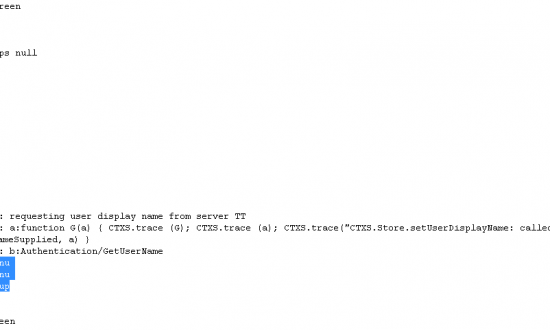 reen
ps null
: requesting user display name from server TT
: a:function G(a) { CTXS.trace (G); CTXS.trace (a); CTXS.trace("CTXS.Store.setUserDisplayName: called
ameSupplied, a) }
: b:Authentication/GetUserName
nu
nu
up
een